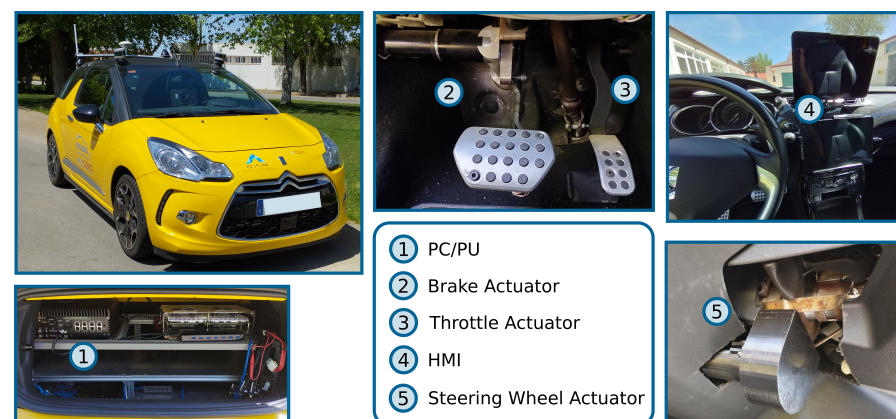 2
3
4
1
1 PC/PU
2 Brake Actuator
3 Throttle Actuator
4 HMI
5 Steering Wheel Actuator
5